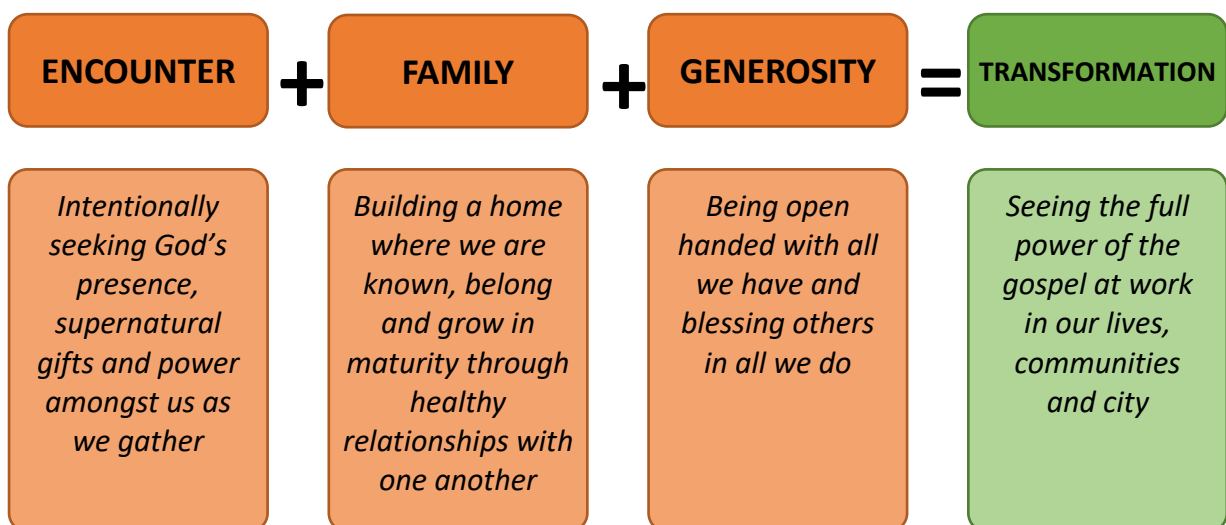 ENCOUNTER + FAMILY + GENEROSITY = TRANSFORMATION
Intentionally
seeking God’s
presence,
supernatural
gifts and power
amongst us as
we gather
Building a home
where we are
known, belong
and grow in
maturity through
healthy
relationships with
one another
Being open
handed with all
we have and
blessing others
in all we do
Seeing the full
power of the
gospel at work
in our lives,
communities
and city